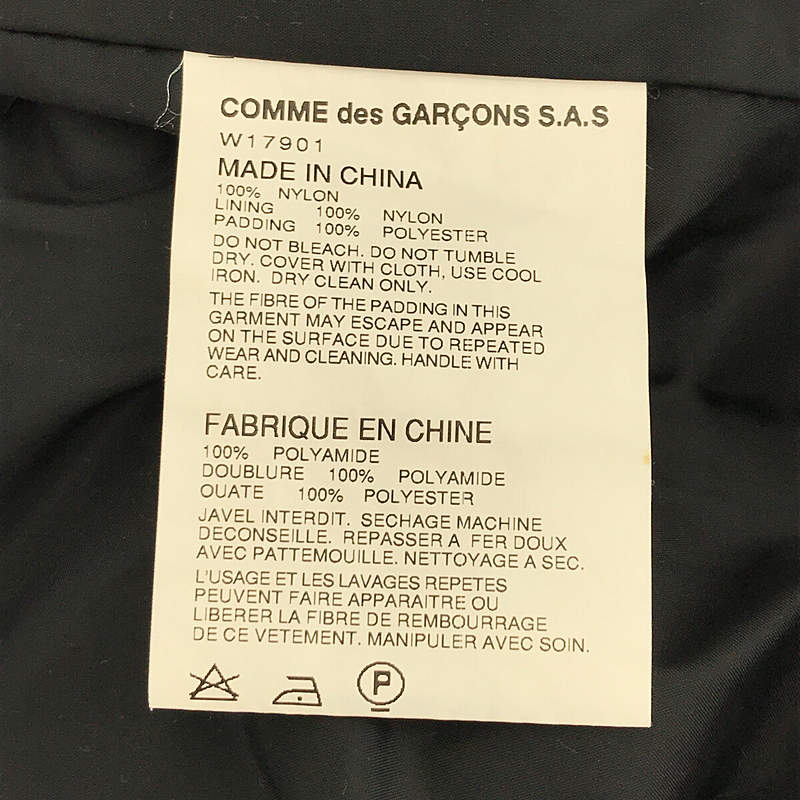 COMME des GARÇONS S.A.S
W17901
MADE IN CHINA
100% NYLON
LINING 100% NYLON
PADDING 100% POLYESTER
DO NOT BLEACH. DO NOT TUMBLE
DRY. COVER WITH CLOTH, USE COOL
IRON. DRY CLEAN ONLY.
THE FIBRE OF THE PADDING IN THIS
GARMENT MAY ESCAPE AND APPEAR
ON THE SURFACE DUE TO REPEATED
WEAR AND CLEANING. HANDLE WITH
CARE.
FABRIQUE EN CHINE
100% POLYAMIDE
DOUBLURE 100% POLYAMIDE
OUATE 100% POLYESTER
JAVEL INTERDIT. SECHAGE MACHINE
DECONSEILLE. REPASSER A FER DOUX
AVEC PATTEMOUILLE. NETTOYAGE A SEC.
L'USAGE ET LES LAVAGES REPETES
PEUVENT FAIRE APPARAITRE OU
LIBERER LA FIBRE DE REMBOURRAGE
DE CE VETEMENT. MANIPULER AVEC SOIN.
P